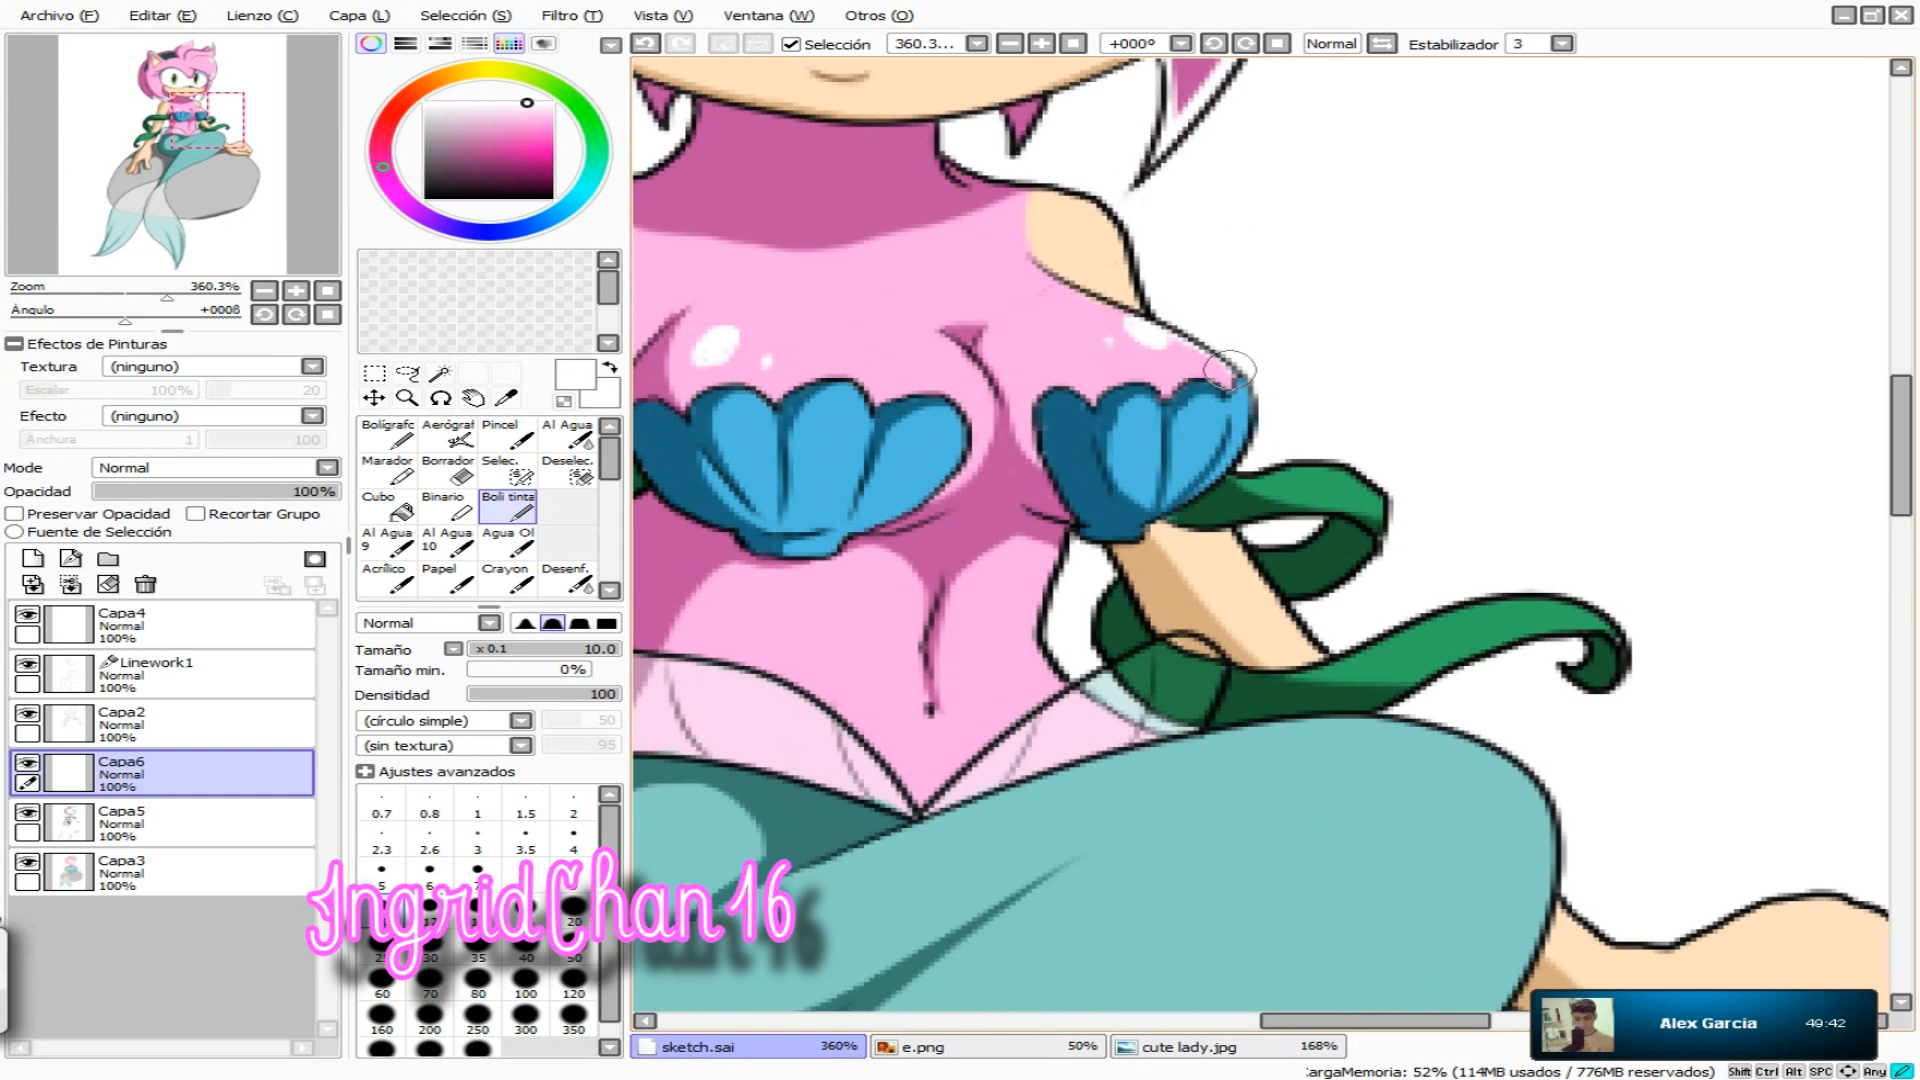 Archivo (F) Editar (E) Lienzo (C) Capa (L) Selección (S) Filtro (T) Vista (V) Ventana (W) Otros (O)
Selección 360.3... +000º Normal Estabilizador 3
Zoom 360.3%
Ángulo +0008
Efectos de Pinturas
Textura (ninguno)
Escalar 100% 20
Efecto (ninguno)
Anchura 1 100
Mode Normal
Opacidad 100%
Preservar Opacidad Recortar Grupo
Fuente de Selección
Capa4
Normal
100%
Linework1
Normal
100%
Capa2
Normal
100%
Capa6
Normal
100%
Capa5
Normal
100%
Capa3
Normal
100%
Bolígrafc Aerógraf Pincel Al Agua
Marador Borrador Selec. Deselec.
Cubo Binario Boli tinta
Al Agua 9 Al Agua 10 Agua Ol
Acrílico Papel Crayon Desenf.
Normal
Tamaño x 0.1 10.0
Tamaño min. 0%
Densitidad 100
(círculo simple) 50
(sin textura) 95
Ajustes avanzados
0.7 0.8 1 1.5 2
2.3 2.6 3 3.5 4
5 6
20
30 35 40 50
60 70 80 100 120
160 200 250 300 350
IngridChan16
Alex Garcia 49:42
sketch.sai 360% e.png 50% cute lady.jpg 168%
:argaMemoria: 52% (114MB usados / 776MB reservados) Shift Ctrl Alt SPC Any